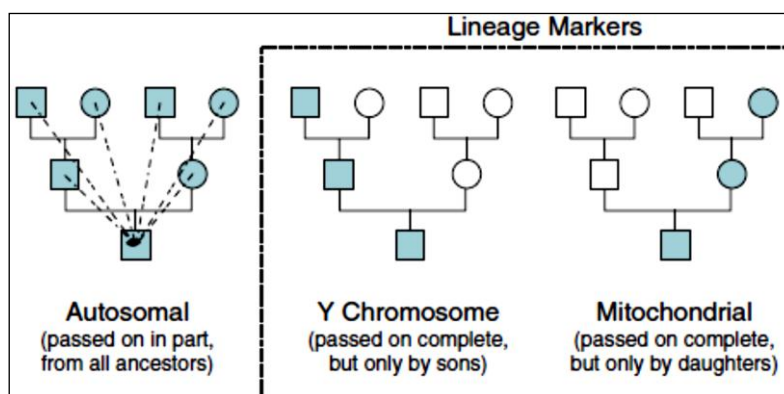 Lineage Markers
Autosomal
(passed on in part,
from all ancestors)
Y Chromosome
(passed on complete,
but only by sons)
Mitochondrial
(passed on complete,
but only by daughters)